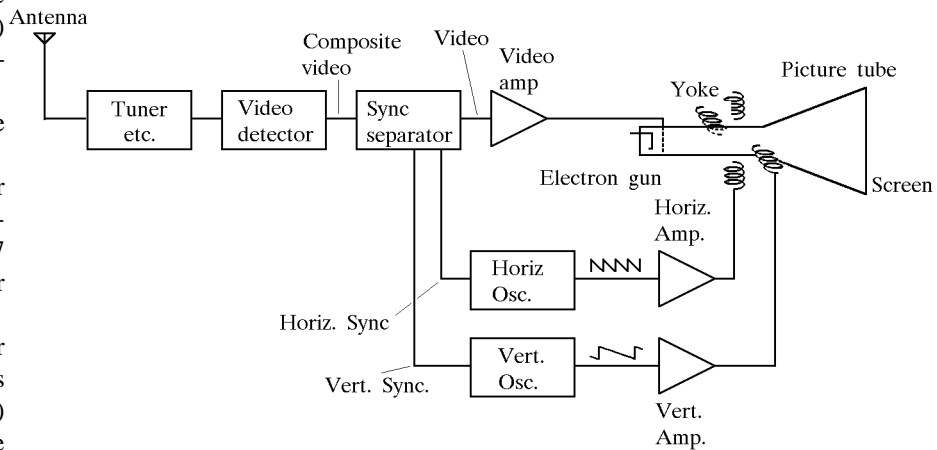 Antenna
Tuner
etc.
Video
detector
Composite
video
Sync
separator
Video
Video
amp
Yoke
Picture tube
Electron gun
Screen
Horiz.
Amp.
Horiz
Osc.
Horiz. Sync
Vert.
Osc.
Vert. Sync.
Vert.
Amp.